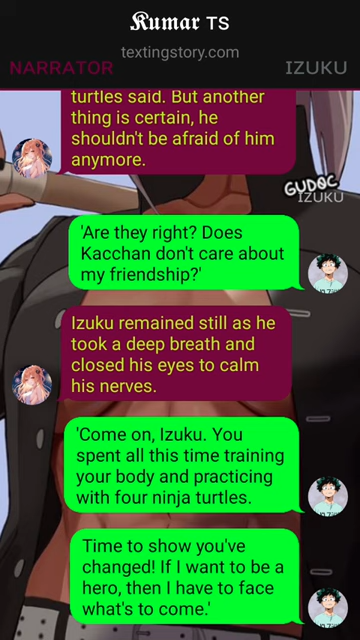 Kumar TS
textingstory.com
NARRATOR
IZUKU
turtles said. But another
thing is certain, he
shouldn't be afraid of him
anymore.
GUDOC
IZUKU
'Are they right? Does
Kacchan don't care about
my friendship?'
Izuku remained still as he
took a deep breath and
closed his eyes to calm
his nerves.
'Come on, Izuku. You
spent all this time training
your body and practicing
with four ninja turtles.
Time to show you've
changed! If I want to be a
hero, then I have to face
what's to come.'